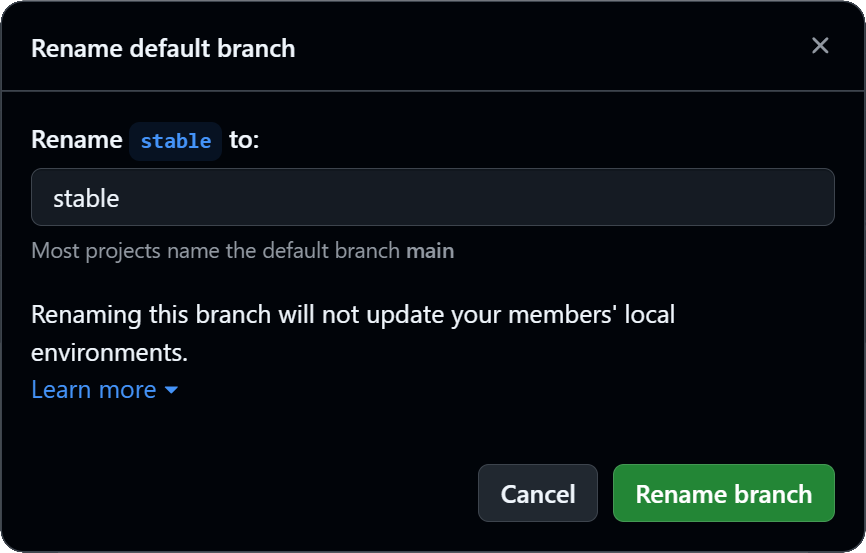 Rename default branch
Rename stable to:
stable
Most projects name the default branch main
Renaming this branch will not update your members' local
environments.
Learn more
Cancel
Rename branch